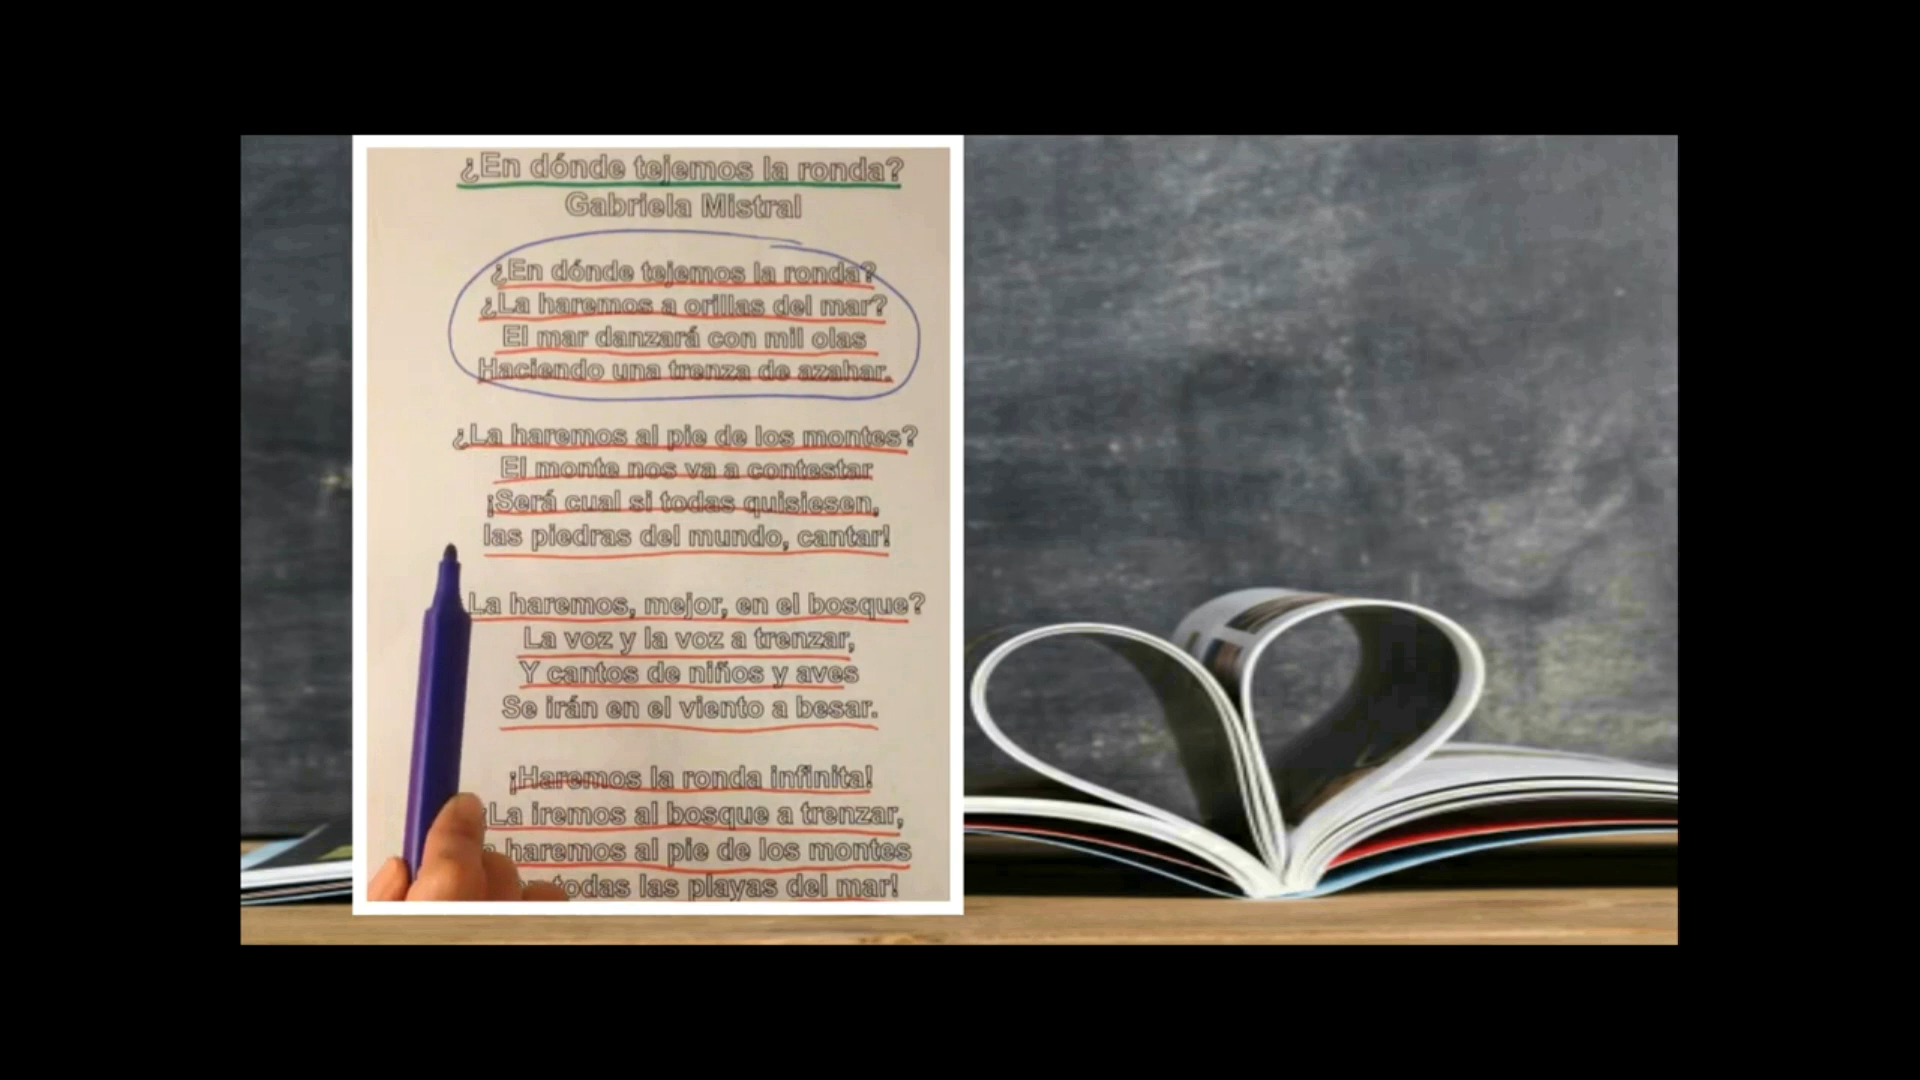 ¿En dónde tejemos la ronda?
Gabriela Mistral
¿En dónde tejemos la ronda?
¿La haremos a orillas del mar?
El mar danzará con mil olas
Haciendo una trenza de azahar.
¿La haremos al pie de los montes?
El monte nos va a contestar
¡Será cual si todas quisiesen,
las piedras del mundo, cantar!
La haremos, mejor, en el bosque?
La voz y la voz a trenzar,
Y cantos de niños y aves
Se irán en el viento a besar.
¡Haremos la ronda infinita!
¡La iremos al bosque a trenzar,
haremos al pie de los montes
todas las playas del mar!